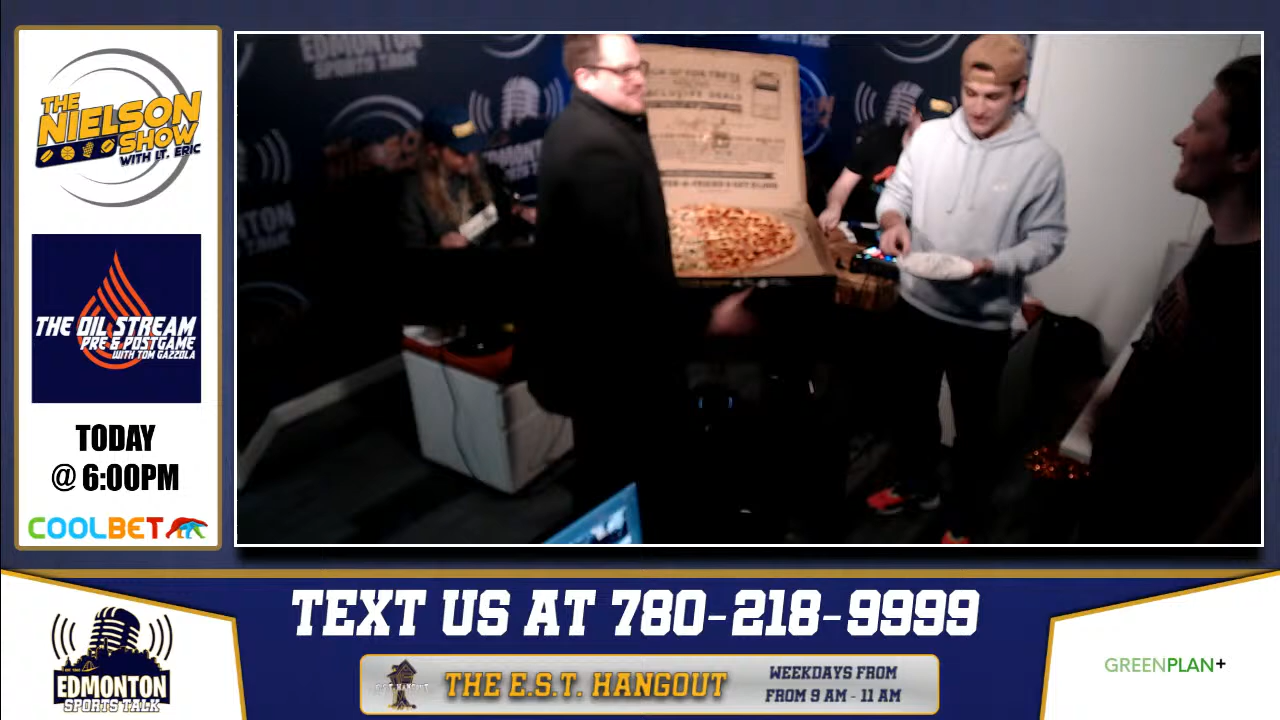 THE
NIELSON
SHOW
WITH LT. ERIC
THE OIL STREAM
PRE & POSTGAME
WITH TOM GAZZOLA
TODAY
@ 6:00PM
COOLBET
EDMONTON
SPORTS TALK
EDMONTON
TEXT US AT 780-218-9999
EDMONTON
SPORTS TALK
E.S.T. HANGOUT
THE E.S.T. HANGOUT
WEEKDAYS FROM
FROM 9 AM - 11 AM
GREENPLAN+